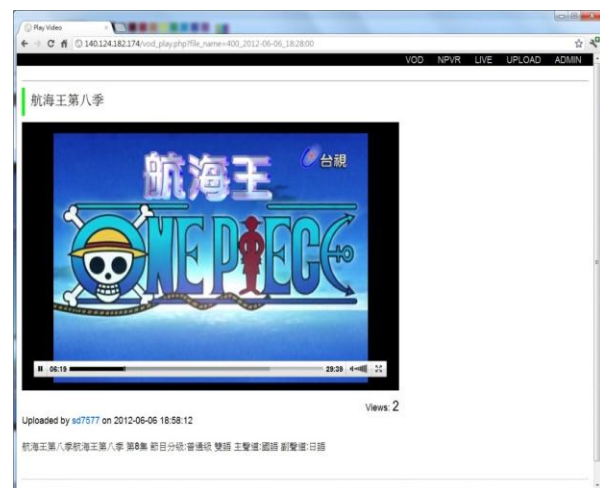 Play Video
140.124.182.174/vod_play.php?file_name=400_2012-06-06_18:28:00
VOD NPVR LIVE UPLOAD ADMIN
航海王第八季
台視
航海王
ONE PIECE
06:19 29:39
Views: 2
Uploaded by sd7577 on 2012-06-06 18:58:12
航海王第八季航海王第八季 第8集 節目分級:普通級 雙語 主聲道:國語 副聲道:日語